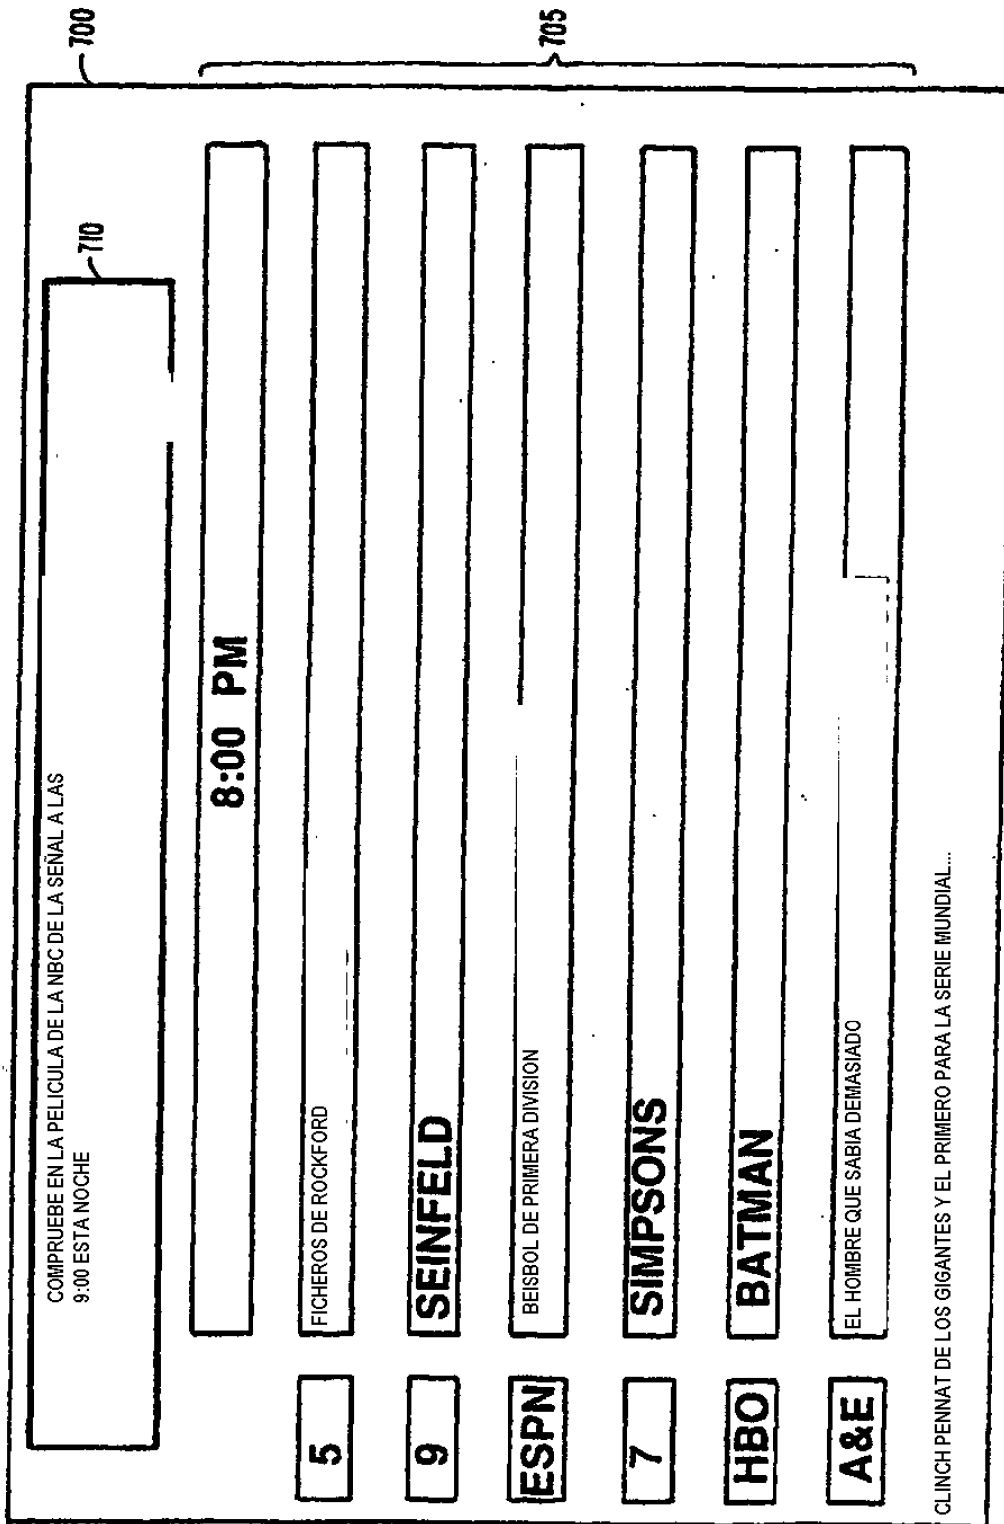 700
705
710
COMPRUEBE EN LA PELICULA DE LA NBC DE LA SEÑAL A LAS
9:00 ESTA NOCHE
8:00 PM
5 FICHEROS DE ROCKFORD
9 SEINFELD
ESPN BEISBOL DE PRIMERA DIVISION
7 SIMPSONS
HBO BATMAN
A&E EL HOMBRE QUE SABIA DEMASIADO
CLINCH PENNAT DE LOS GIGANTES Y EL PRIMERO PARA LA SERIE MUNDIAL...